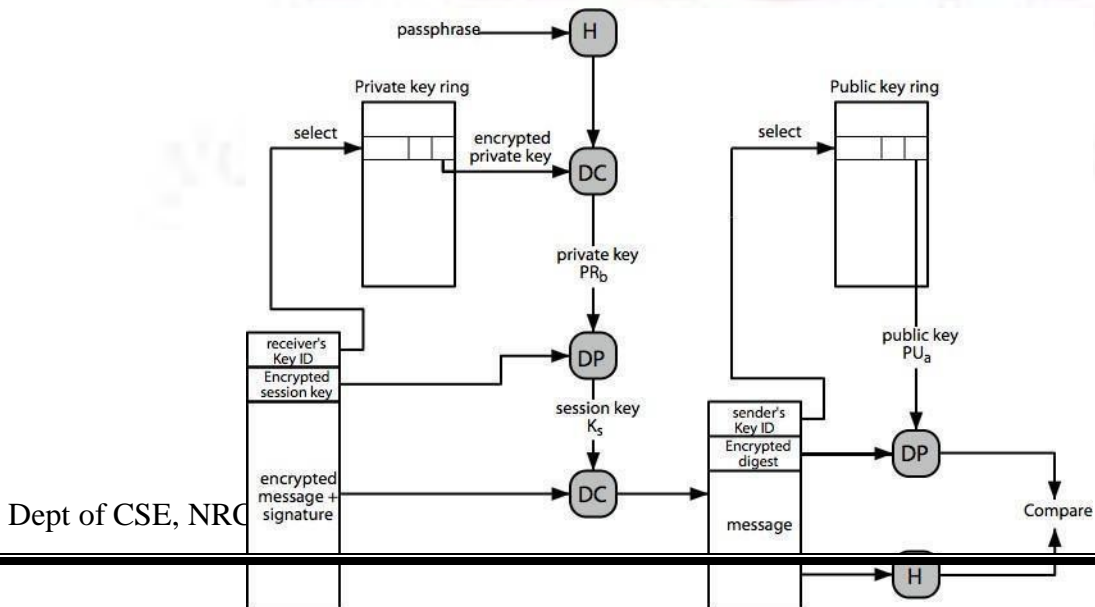 passphrase
H
Private key ring
Public key ring
select
encrypted
private key
select
DC
private key
PRb
receiver's
Key ID
Encrypted
session key
DP
public key
PUa
session key
Ks
sender's
Key ID
Encrypted
digest
DP
encrypted
message +
signature
DC
message
Compare
Dept of CSE, NRC
H